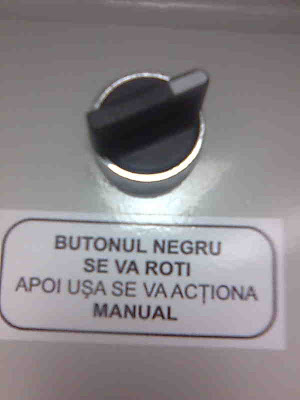 BUTONUL NEGRU
SE VA ROTI
APOI UȘA SE VA ACȚIONA
MANUAL